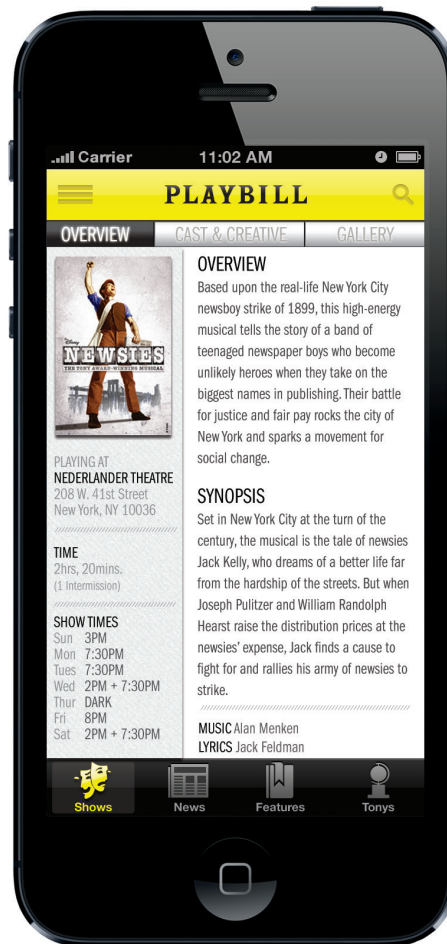 Carrier 11:02 AM
PLAYBILL
OVERVIEW CAST & CREATIVE GALLERY
Disney
NEWSIES
THE TONY AWARD-WINNING MUSICAL
PLAYING AT
NEDERLANDER THEATRE
208 W. 41st Street
New York, NY 10036
TIME
2hrs, 20mins.
(1 Intermission)
SHOW TIMES
Sun 3PM
Mon 7:30PM
Tues 7:30PM
Wed 2PM + 7:30PM
Thur DARK
Fri 8PM
Sat 2PM + 7:30PM
OVERVIEW
Based upon the real-life New York City
newsboy strike of 1899, this high-energy
musical tells the story of a band of
teenaged newspaper boys who become
unlikely heroes when they take on the
biggest names in publishing. Their battle
for justice and fair pay rocks the city of
New York and sparks a movement for
social change.
SYNOPSIS
Set in New York City at the turn of the
century, the musical is the tale of newsies
Jack Kelly, who dreams of a better life far
from the hardship of the streets. But when
Joseph Pulitzer and William Randolph
Hearst raise the distribution prices at the
newsies' expense, Jack finds a cause to
fight for and rallies his army of newsies to
strike.
MUSIC Alan Menken
LYRICS Jack Feldman
Shows News Features Tonys